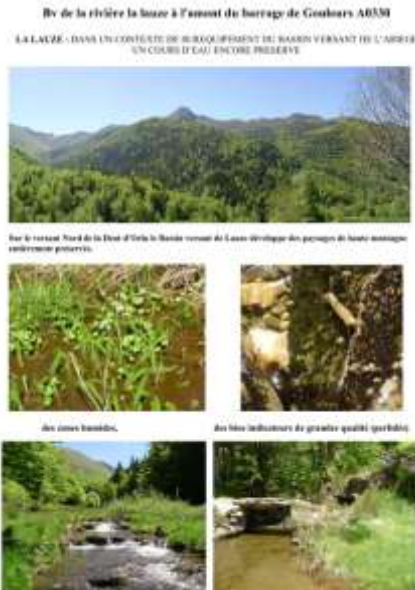 Bv de la rivière la lauze à l'amont du barrage de Goulours A0330
LA LAUZE - DANS UN CONTEXTE DE SUREQUIPEMENT DU BASSIN VERSANT DE L'ARIEGE
UN COURS D'EAU ENCORE PRESERVE
Sur le versant Nord de la Dent d'Orlu le Bassin versant de Lauze développe des paysages de haute montagne
entièrement préservés.
des zones humides,
des bios indicateurs de grandes qualité (perlidés)